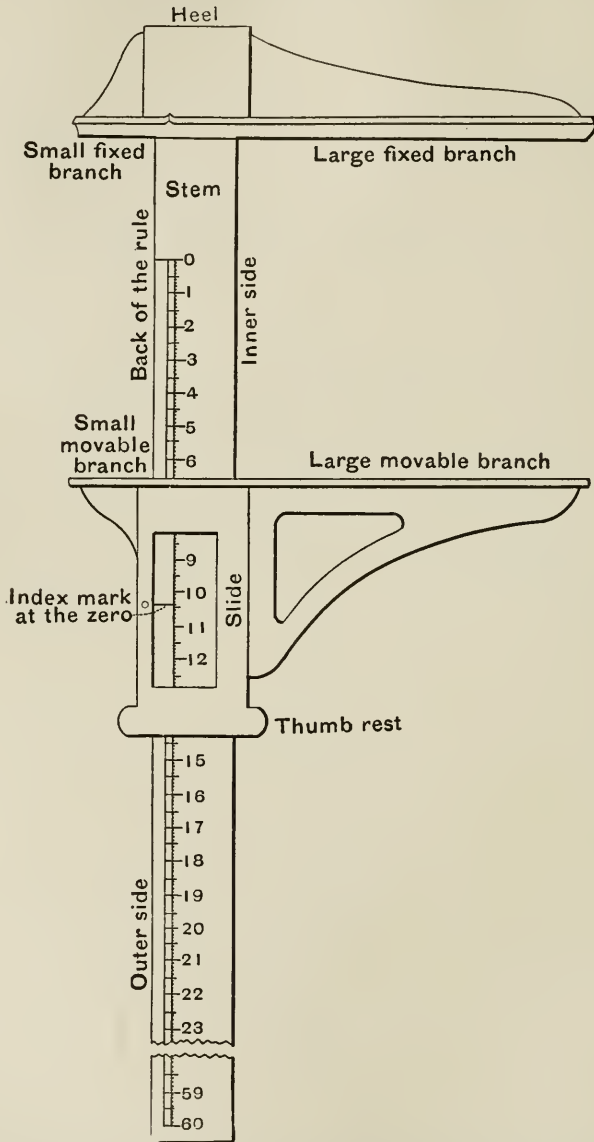 Heel
Small fixed
branch
Large fixed branch
Stem
Back of the rule
Inner side
0
1
2
3
4
5
6
Small
movable
branch
Large movable branch
9
10
11
12
Index mark
at the zero
o
Slide
Thumb rest
15
16
17
18
19
20
21
22
23
Outer side
59
60